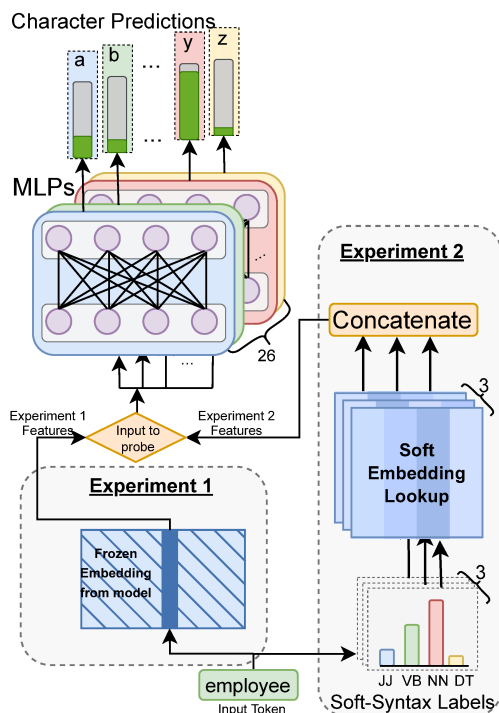 Character Predictions
a
b
...
y
z
...
MLPs
...
...
26
Experiment 1
Features
Input to
probe
Experiment 2
Features
Experiment 2
Concatenate
3
Soft
Embedding
Lookup
Experiment 1
Frozen
Embedding
from model
3
JJ VB NN DT
Soft-Syntax Labels
employee
Input Token